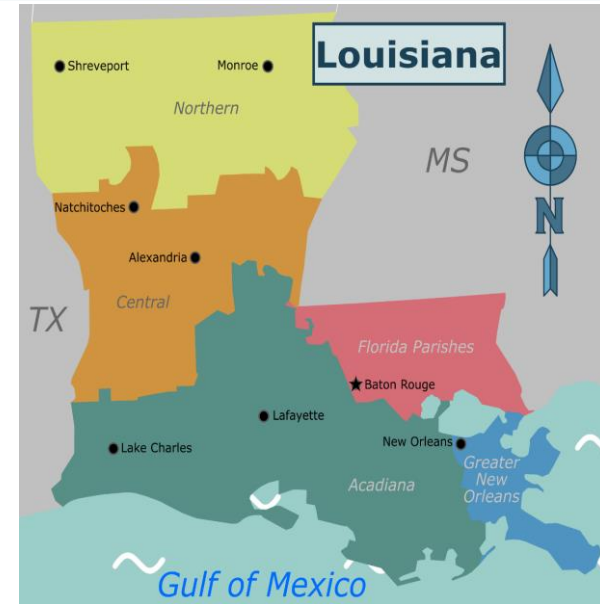 Louisiana
Shreveport
Monroe
Northern
MS
N
Natchitoches
Alexandria
Central
TX
Florida Parishes
Baton Rouge
Lafayette
New Orleans
Lake Charles
Greater
New
Orleans
Acadiana
Gulf of Mexico